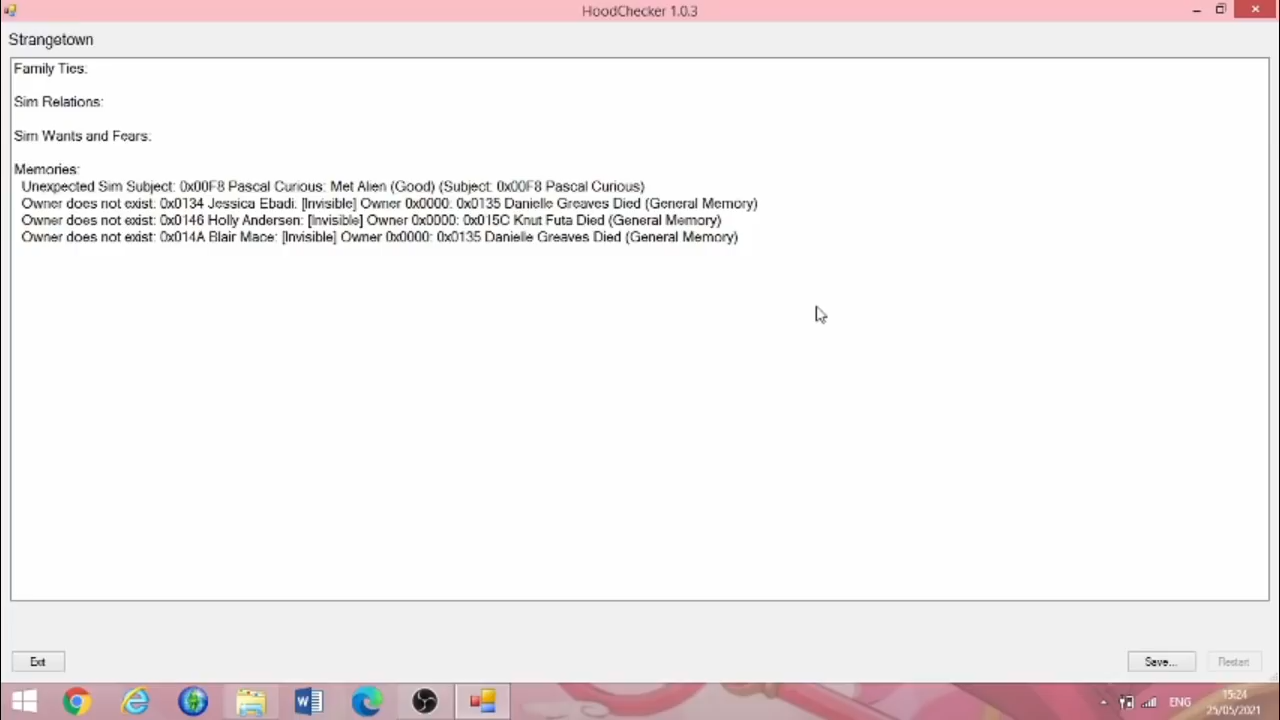 HoodChecker 1.0.3
Strangetown
Family Ties:
Sim Relations:
Sim Wants and Fears:
Memories:
Unexpected Sim Subject: 0x00F8 Pascal Curious: Met Alien (Good) (Subject: 0x00F8 Pascal Curious)
Owner does not exist: 0x0134 Jessica Ebadi: [Invisible] Owner 0x0000: 0x0135 Danielle Greaves Died (General Memory)
Owner does not exist: 0x0146 Holly Andersen: [Invisible] Owner 0x0000: 0x015C Knut Futa Died (General Memory)
Owner does not exist: 0x014A Blair Mace: [Invisible] Owner 0x0000: 0x0135 Danielle Greaves Died (General Memory)
Exit
Save...
Restart
ENG
15:24
25/05/2021